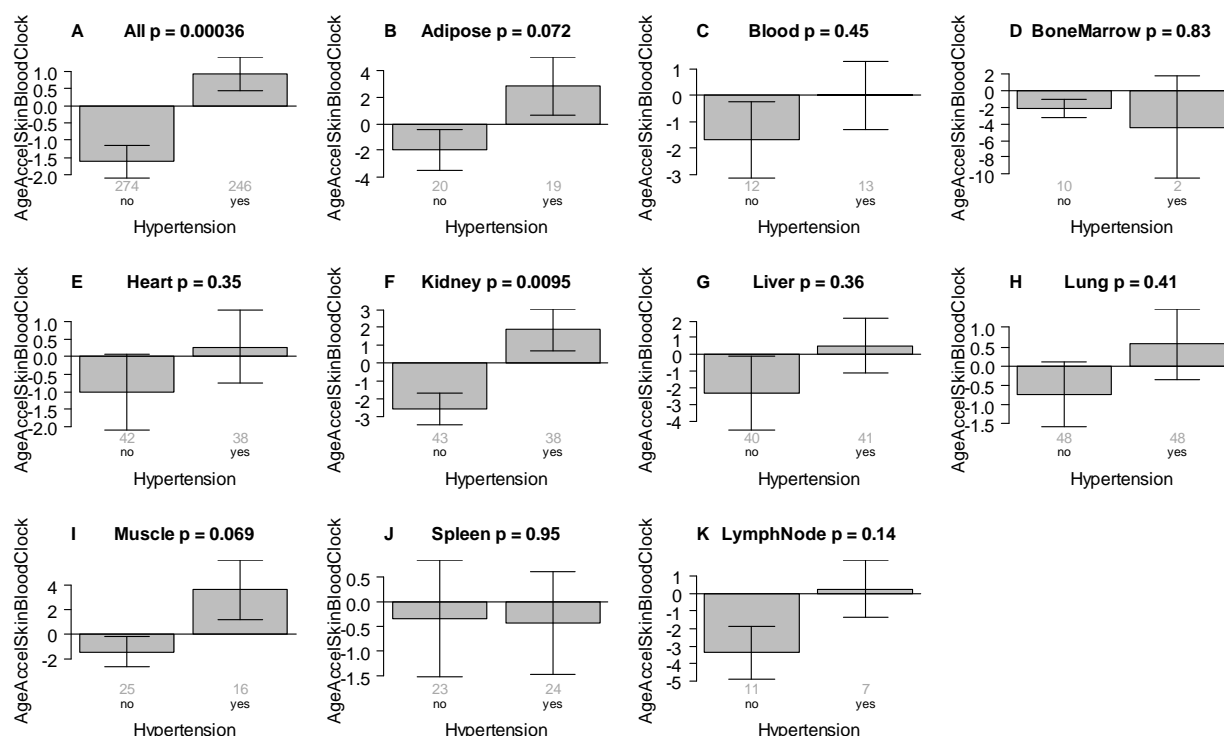 A All p = 0.00036
AgeAccelSkinBloodClock
1.0
0.5
0.0
-0.5
-1.0
-1.5
-2.0
274 246
no yes
Hypertension
B Adipose p = 0.072
AgeAccelSkinBloodClock
4
2
0
-2
-4
20 19
no yes
Hypertension
C Blood p = 0.45
AgeAccelSkinBloodClock
1
0
-1
-2
-3
12 13
no yes
Hypertension
D BoneMarrow p = 0.83
AgeAccelSkinBloodClock
2
0
-2
-4
-6
-8
-10
10 2
no yes
Hypertension
E Heart p = 0.35
AgeAccelSkinBloodClock
1.0
0.5
0.0
-0.5
-1.0
-1.5
-2.0
42 38
no yes
Hypertension
F Kidney p = 0.0095
AgeAccelSkinBloodClock
3
2
1
0
-2
-3
43 38
no yes
Hypertension
G Liver p = 0.36
AgeAccelSkinBloodClock
2
1
0
-1
-2
-3
-4
40 41
no yes
Hypertension
H Lung p = 0.41
AgeAccelSkinBloodClock
1.0
0.5
0.0
-0.5
-1.0
-1.5
48 48
no yes
Hypertension
I Muscle p = 0.069
AgeAccelSkinBloodClock
4
2
0
-2
25 16
no yes
Hypertension
J Spleen p = 0.95
AgeAccelSkinBloodClock
0.5
0.0
-0.5
-1.0
-1.5
23 24
no yes
Hypertension
K LymphNode p = 0.14
AgeAccelSkinBloodClock
1
0
-1
-2
-3
-4
-5
11 7
no yes
Hypertension